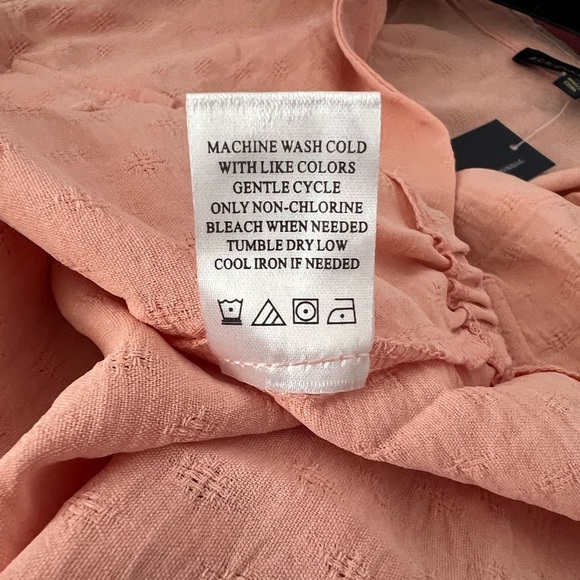 MACHINE WASH COLD
WITH LIKE COLORS
GENTLE CYCLE
ONLY NON-CHLORINE
BLEACH WHEN NEEDED
TUMBLE DRY LOW
COOL IRON IF NEEDED